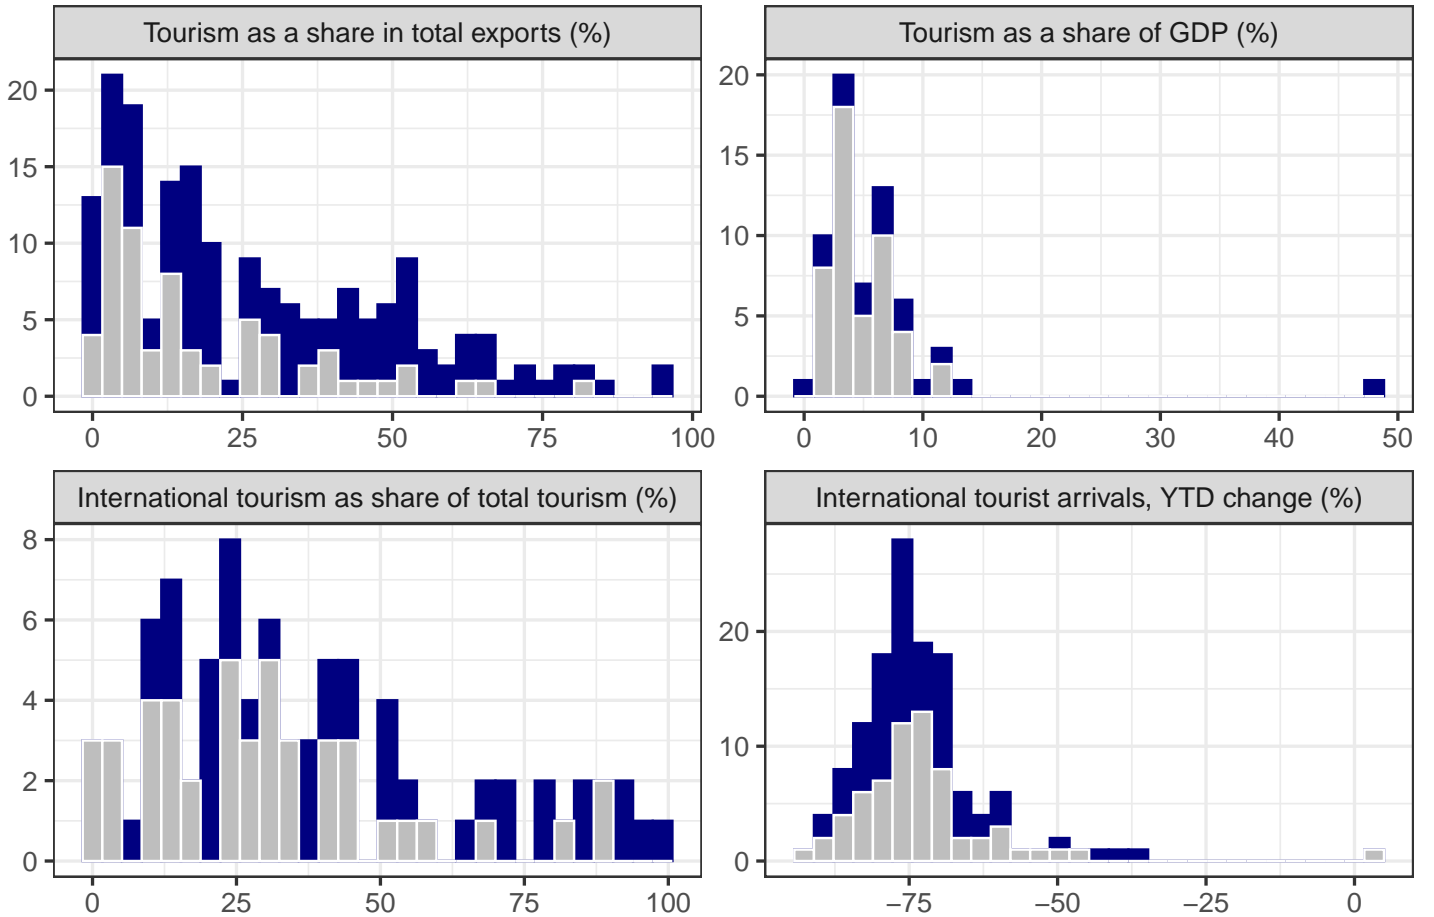 Tourism as a share in total exports (%)
Tourism as a share of GDP (%)
20
15
10
5
0
0 25 50 75 100
20
15
10
5
0
0 10 20 30 40 50
International tourism as share of total tourism (%)
International tourist arrivals, YTD change (%)
8
6
4
2
0
0 25 50 75 100
20
10
0
−75 −50 −25 0